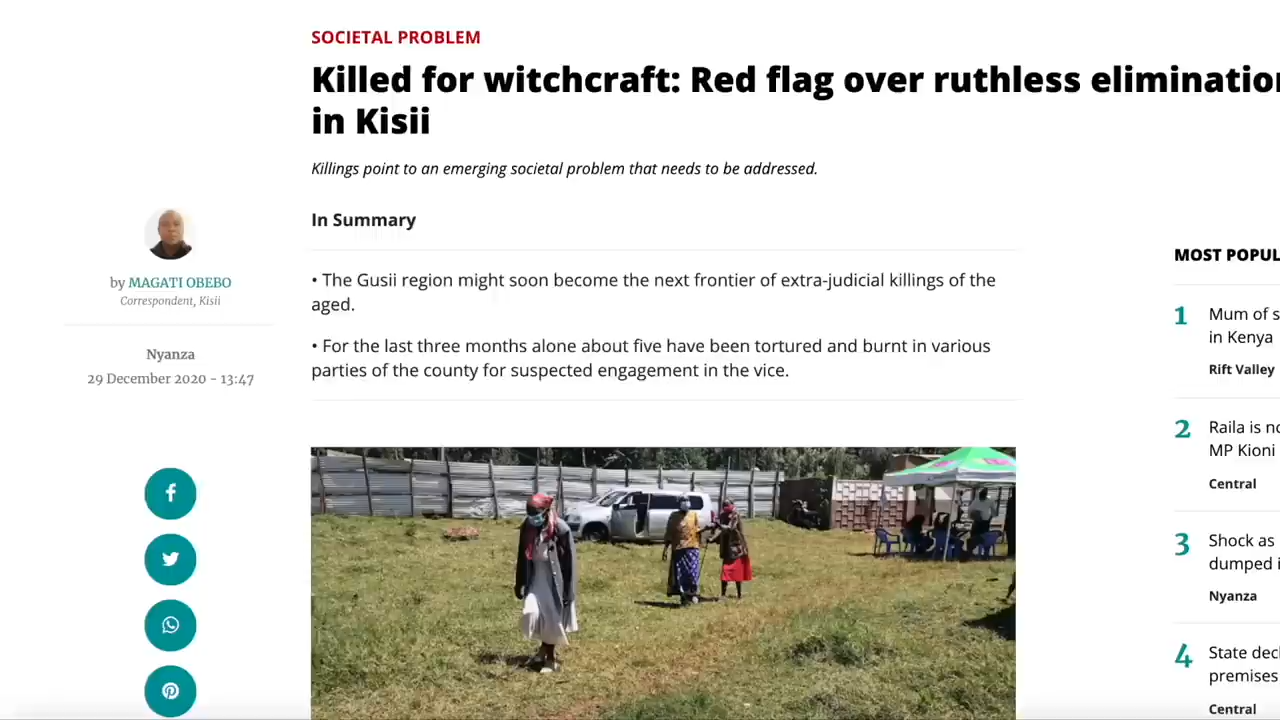 SOCIETAL PROBLEM
Killed for witchcraft: Red flag over ruthless
in Kisii
Killings point to an emerging societal problem that needs to be addressed.
In Summary
• The Gusii region might soon become the next frontier of extra-judicial killings of the
aged.
• For the last three months alone about five have been tortured and burnt in various
parties of the county for suspected engagement in the vice.
by MAGATI OBEBO
Correspondent, Kisii
Nyanza
29 December 2020 - 13:47
MOST
1
Mum of
in Kenya
Rift Valley
2
Raila is
MP Kioni
Central
3
Shock as
dumped
Nyanza
4
State
premises
Central